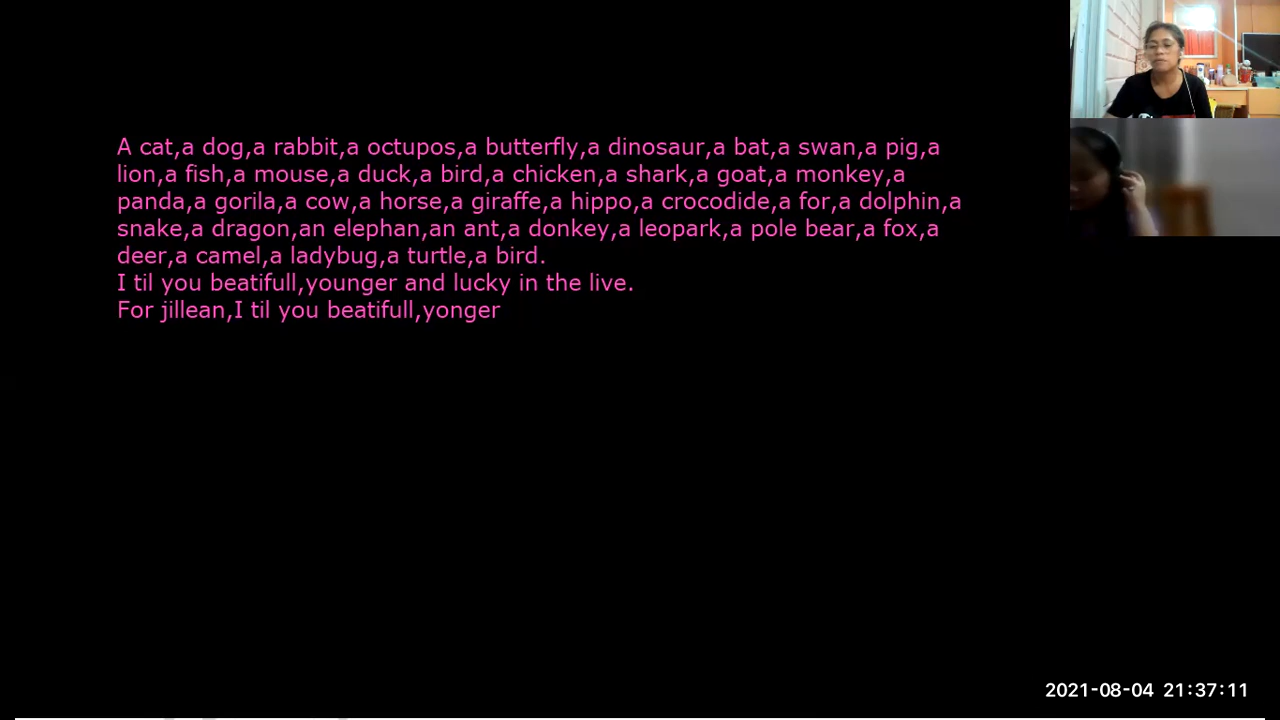 A cat,a dog,a rabbit,a octupos,a butterfly,a dinosaur,a bat,a swan,a pig,a
lion,a fish,a mouse,a duck,a bird,a chicken,a shark,a goat,a monkey,a
panda,a gorila,a cow,a horse,a giraffe,a hippo,a crocodide,a for,a dolphin,a
snake,a dragon,an elephan,an ant,a donkey,a leopark,a pole bear,a fox,a
deer,a camel,a ladybug,a turtle,a bird.
I til you beatifull,younger and lucky in the live.
For jillean,I til you beatifull,yonger
2021-08-04 21:37:11